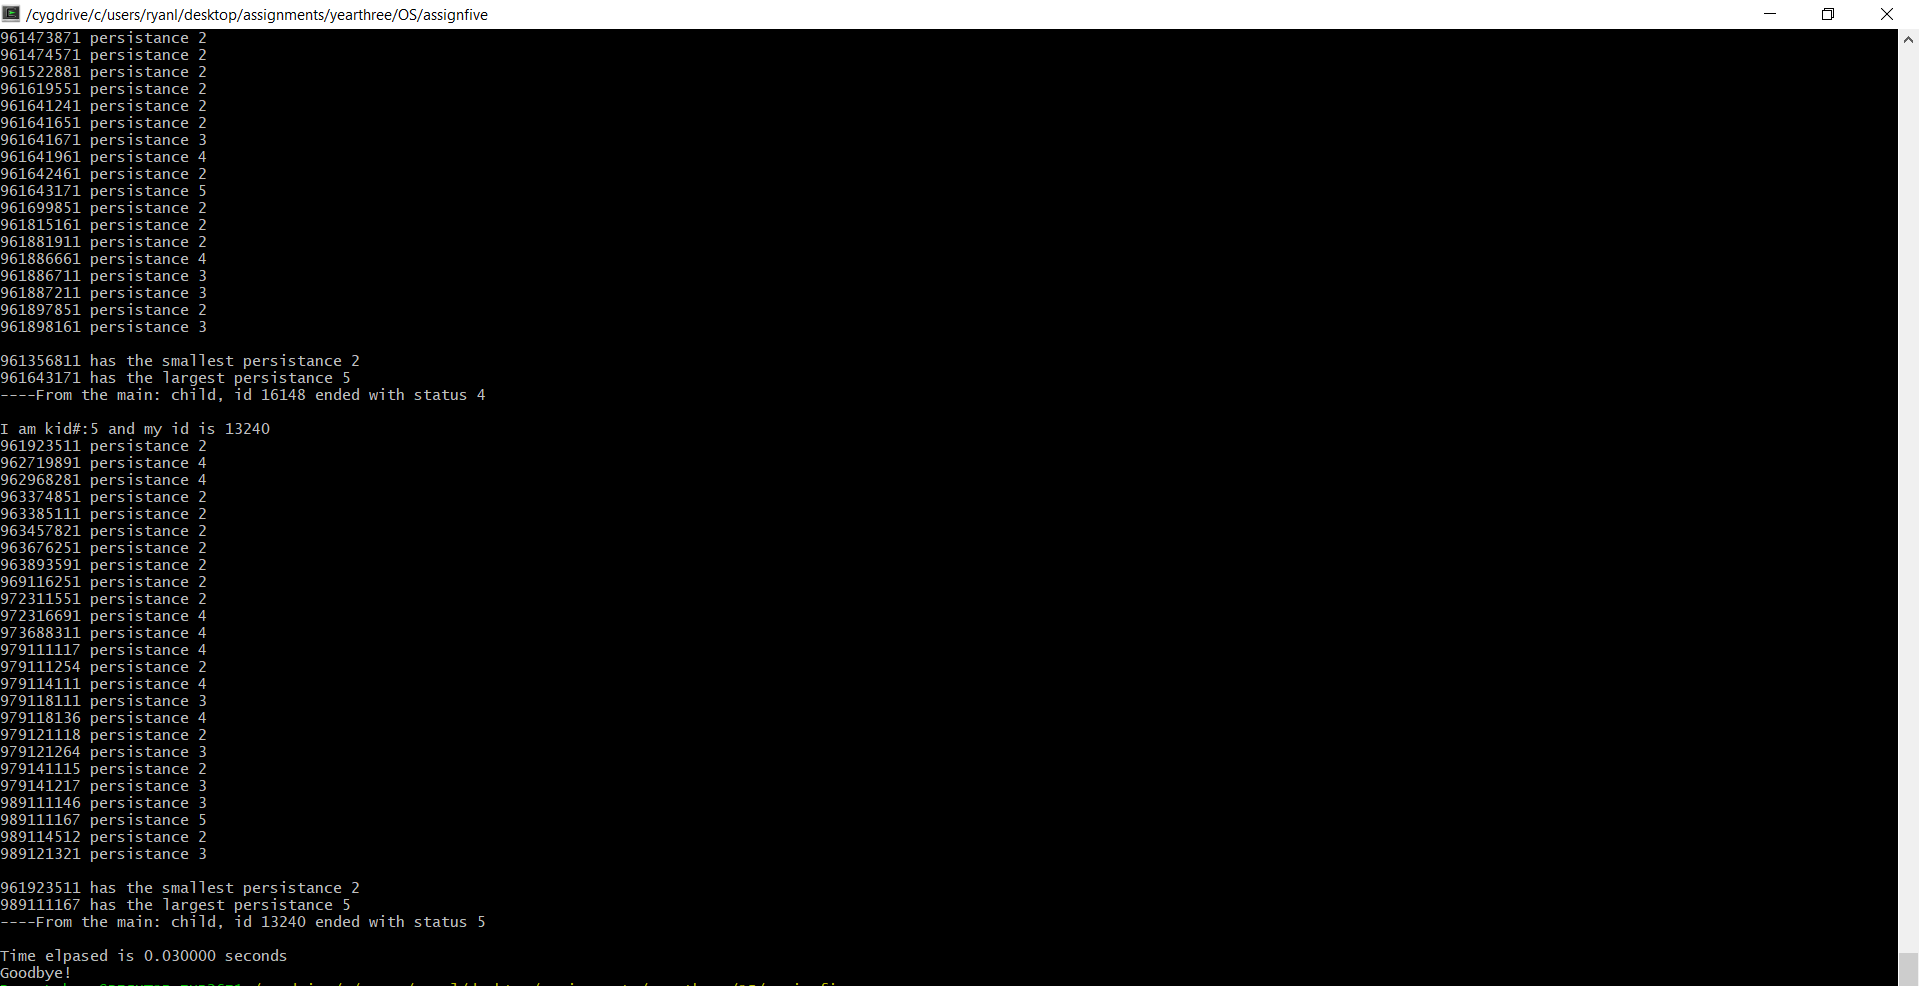 /cygdrive/c/users/ryanl/desktop/assignments/yearthree/OS/assignfive
961473871 persistance 2
961474571 persistance 2
961522881 persistance 2
961619551 persistance 2
961641241 persistance 2
961641651 persistance 2
961641671 persistance 3
961641961 persistance 4
961642461 persistance 2
961643171 persistance 5
961699851 persistance 2
961815161 persistance 2
961881911 persistance 2
961886661 persistance 4
961886711 persistance 3
961887211 persistance 3
961897851 persistance 2
961898161 persistance 3
961356811 has the smallest persistance 2
961643171 has the largest persistance 5
----From the main: child, id 16148 ended with status 4
I am kid#:5 and my id is 13240
961923511 persistance 2
962719891 persistance 4
962968281 persistance 4
963374851 persistance 2
963385111 persistance 2
963457821 persistance 2
963676251 persistance 2
963893591 persistance 2
969116251 persistance 2
972311551 persistance 2
972316691 persistance 4
973688311 persistance 4
979111117 persistance 4
979111254 persistance 2
979114111 persistance 4
979118111 persistance 3
979118136 persistance 4
979121118 persistance 2
979121264 persistance 3
979141115 persistance 2
979141217 persistance 3
989111146 persistance 3
989111167 persistance 5
989114512 persistance 2
989121321 persistance 3
961923511 has the smallest persistance 2
989111167 has the largest persistance 5
----From the main: child, id 13240 ended with status 5
Time elpased is 0.030000 seconds
Goodbye!